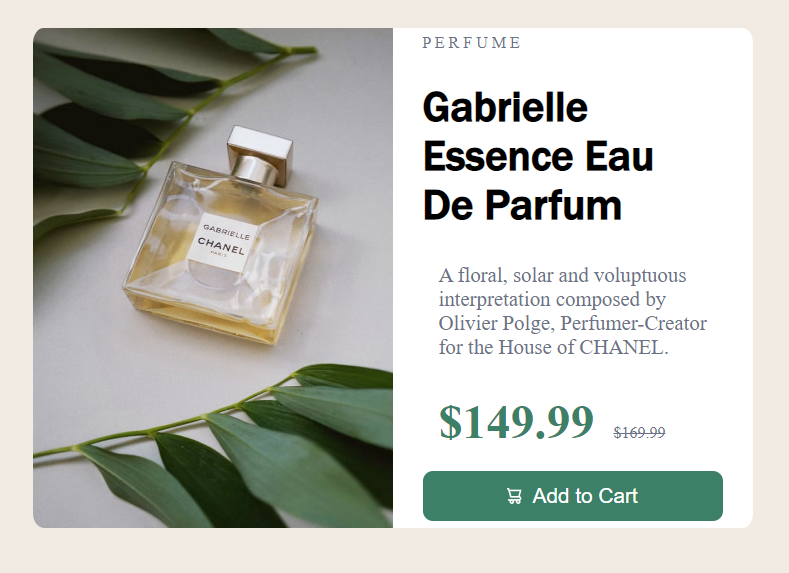 PERFUME
Gabrielle
Essence Eau
De Parfum
GABRIELLE
CHANEL
PARIS
A floral, solar and voluptuous
interpretation composed by
Olivier Polge, Perfumer-Creator
for the House of CHANEL.
$149.99 $169.99
Add to Cart